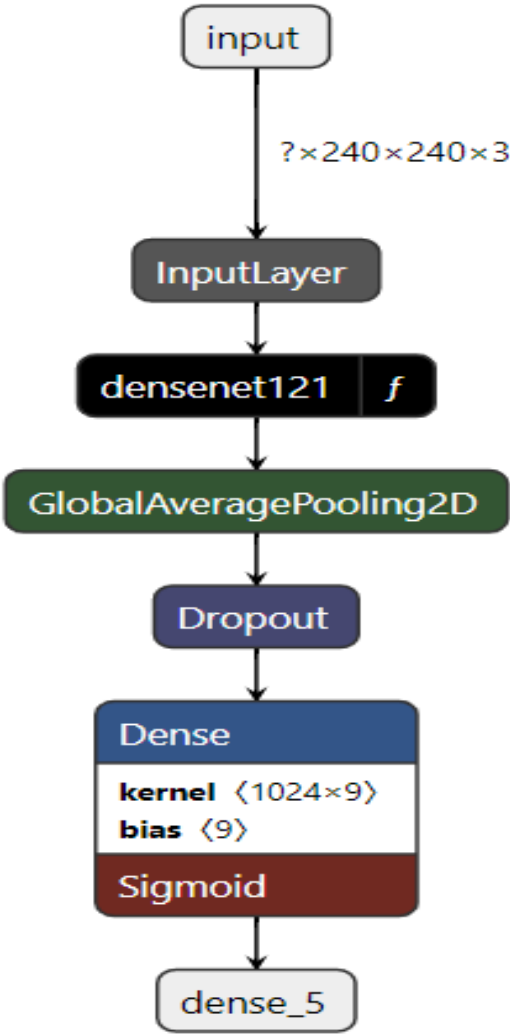 input
?×240×240×3
InputLayer
densenet121 ƒ
GlobalAveragePooling2D
Dropout
Dense
kernel 〈1024×9〉
bias 〈9〉
Sigmoid
dense_5